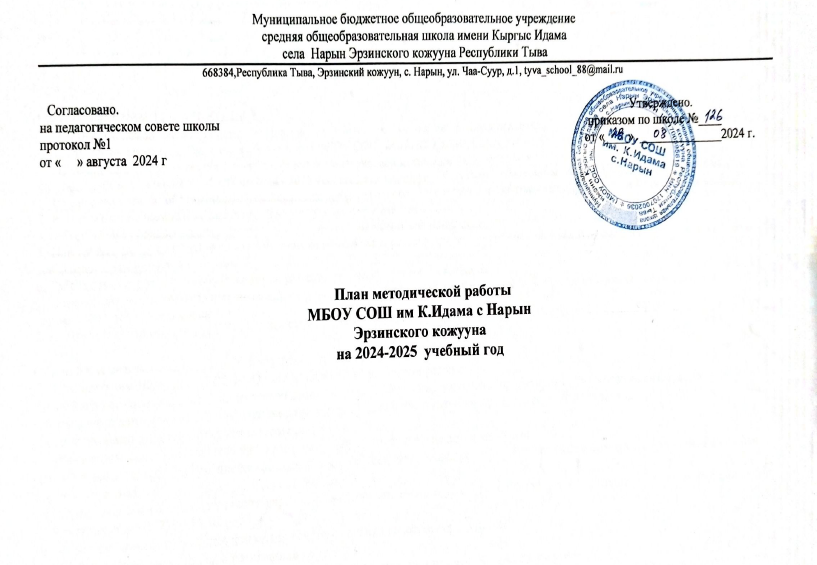 Муниципальное бюджетное общеобразовательное учреждение
средняя общеобразовательная школа имени Кыргыс Идама
села Нарын Эрзинского кожууна Республики Тыва
668384,Республика Тыва, Эрзинский кожуун, с. Нарын, ул. Чаа-Суур, д.1, tyva_school_88@mail.ru
Согласовано.
на педагогическом совете школы
протокол №1
от « » августа 2024 г
Утверждено.
приказом по школе № 126
от « » 08 2024 г.
МБОУ СОШ
им. К.Идама
с.Нарын
План методической работы
МБОУ СОШ им К.Идама с Нарын
Эрзинского кожууна
на 2024-2025 учебный год